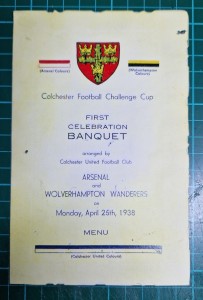 (Arsenal Colours)
(Wolverhampton Colours)
Colchester Football Challenge Cup
FIRST
CELEBRATION
BANQUET
arranged by
Colchester United Football Club
ARSENAL
and
WOLVERHAMPTON WANDERERS
on
Monday, April 25th, 1938
MENU
(Colchester United Colours)